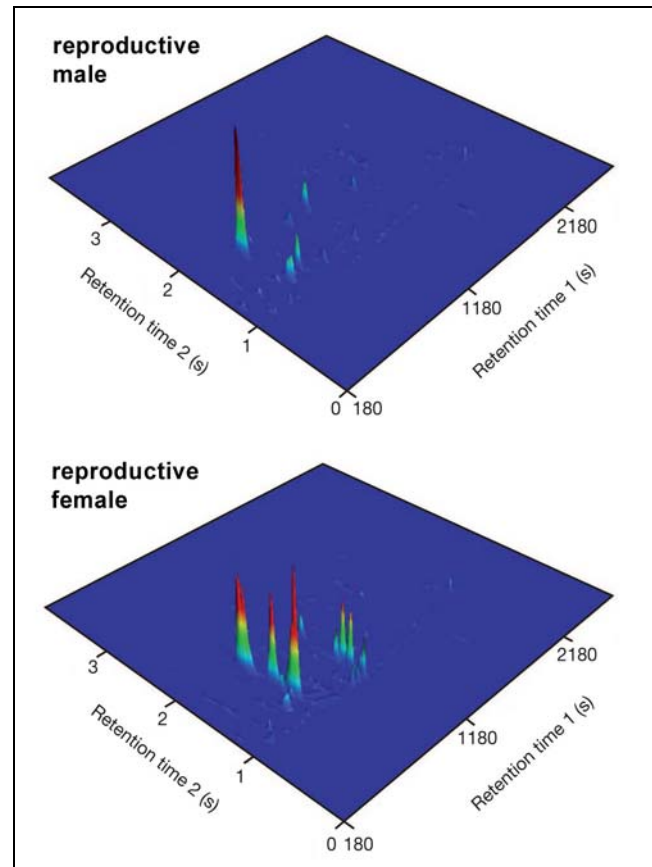 reproductive
male
3
2
1
0 180
1180
2180
Retention time 2 (s)
Retention time 1 (s)
reproductive
female
3
2
1
0 180
1180
2180
Retention time 2 (s)
Retention time 1 (s)